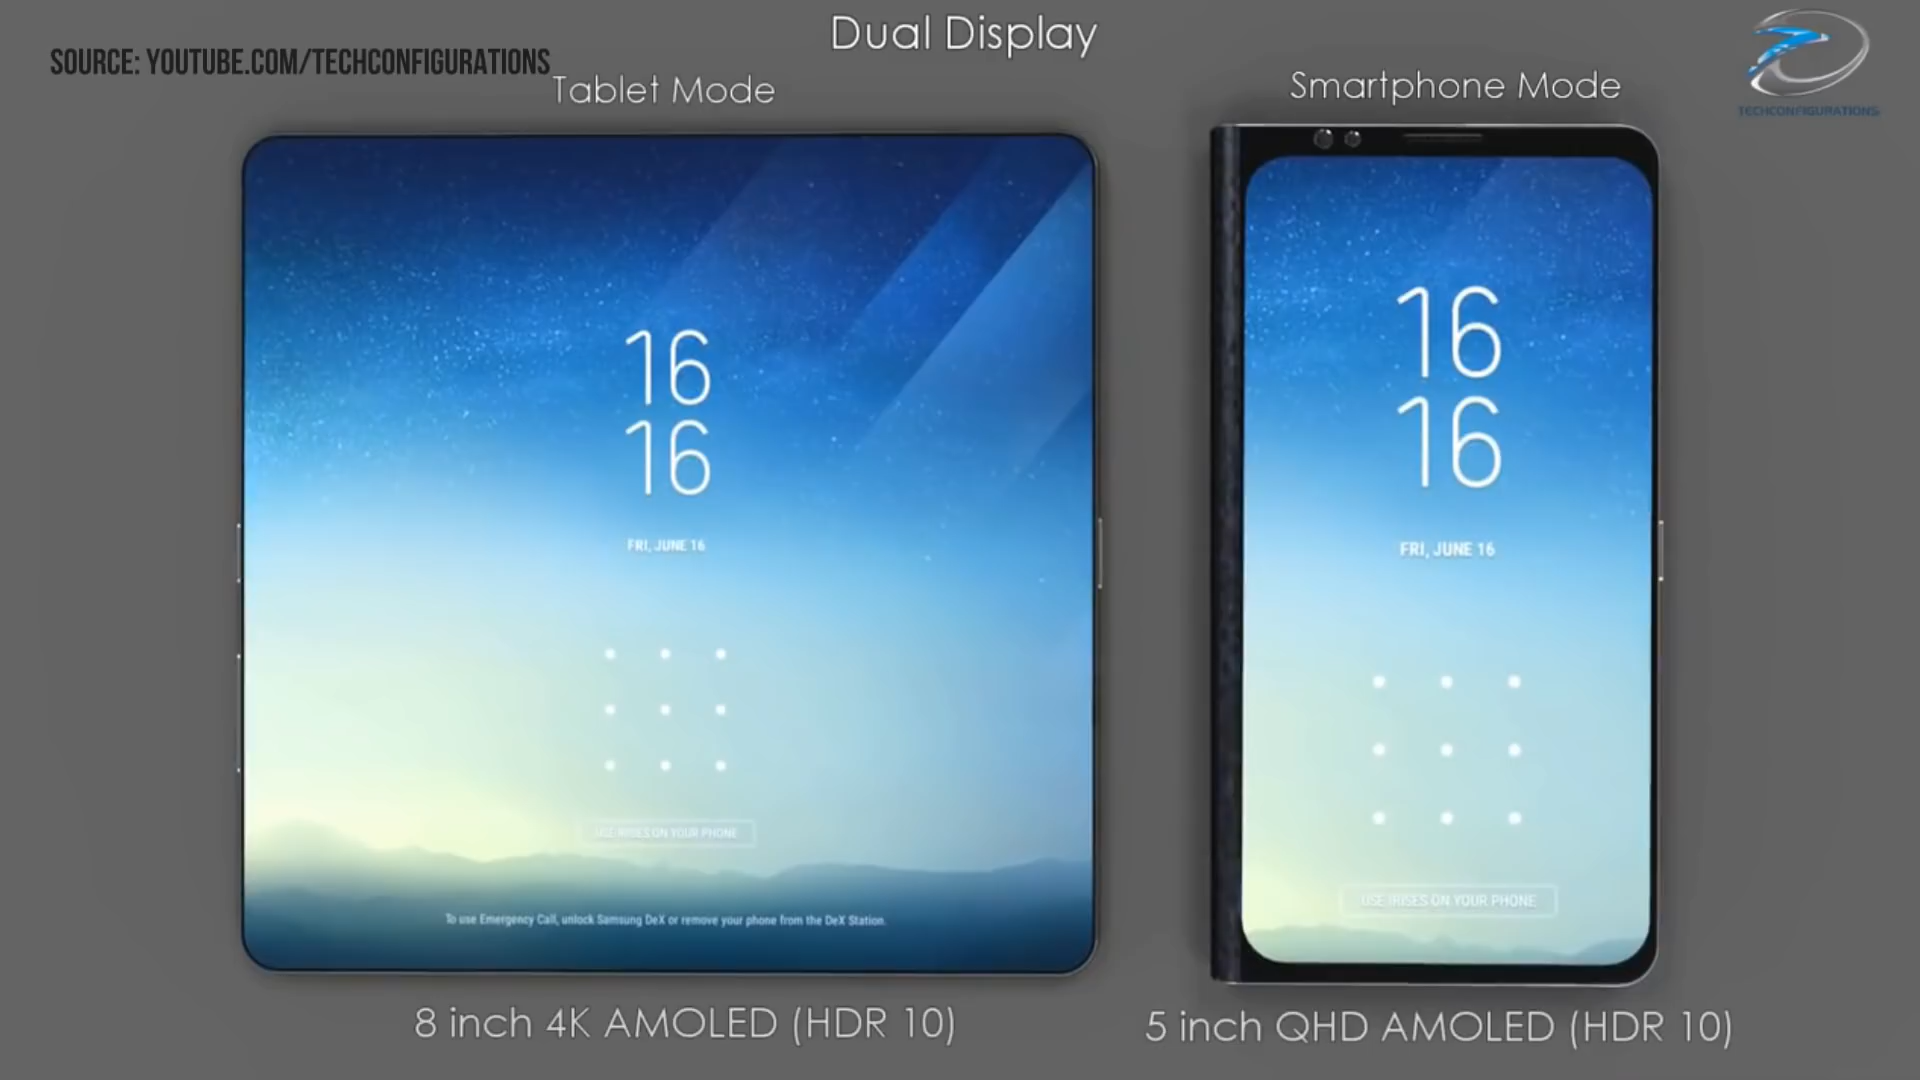 Dual Display
SOURCE: YOUTUBE.COM/TECHCONFIGURATIONS
TECHCONFIGURATIONS
Tablet Mode
16
16
FRI, JUNE 16
USE IRISES ON YOUR PHONE
To use Emergency Call, unlock Samsung DeX or remove your phone from the DeX Station.
8 inch 4K AMOLED (HDR 10)
Smartphone Mode
16
16
FRI, JUNE 16
USE IRISES ON YOUR PHONE
5 inch QHD AMOLED (HDR 10)